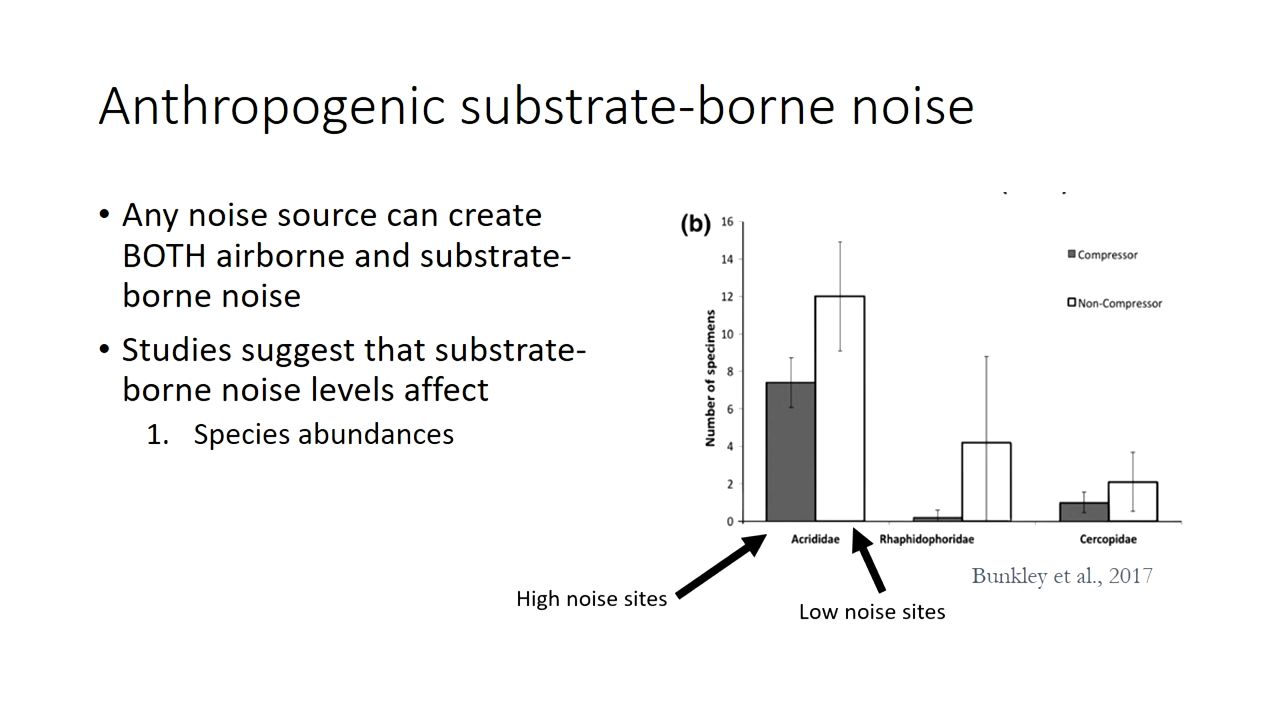 Anthropogenic substrate-borne noise
• Any noise source can create
BOTH airborne and substrate-
borne noise
• Studies suggest that substrate-
borne noise levels affect
1. Species abundances
(b)
Number of specimens
16
14
12
10
8
6
4
2
0
Compressor
Non-Compressor
Acrididae
Rhaphidophoridae
Cercopidae
Bunkley et al., 2017
High noise sites
Low noise sites